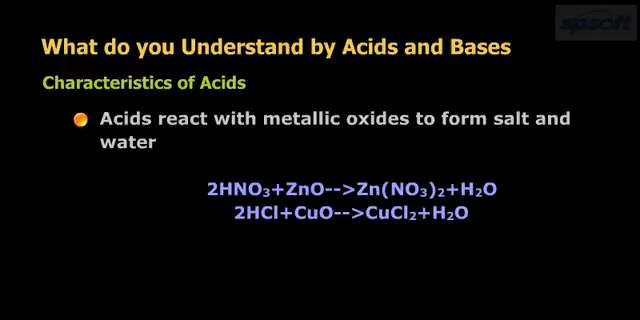 spsoft
What do you Understand by Acids and Bases
Characteristics of Acids
Acids react with metallic oxides to form salt and
water
2HNO₃+ZnO-->Zn(NO₃)₂+H₂O
2HCl+CuO-->CuCl₂+H₂O